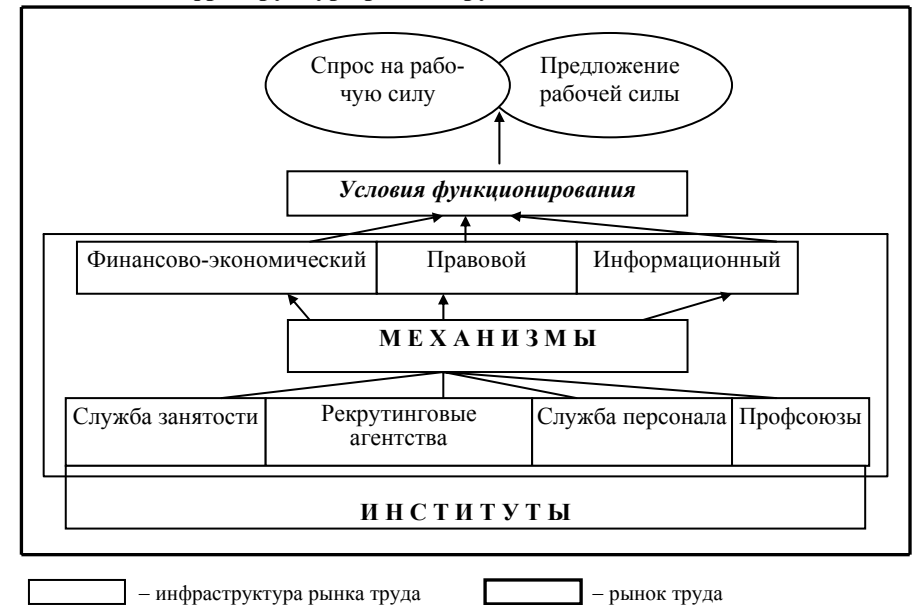 Спрос на рабо-
чую силу
Предложение
рабочей силы
Условия функционирования
Финансово-экономический
Правовой
Информационный
М Е Х А Н И З М Ы
Служба занятости
Рекрутинговые
агентства
Служба персонала
Профсоюзы
И Н С Т И Т У Т Ы
– инфраструктура рынка труда
– рынок труда